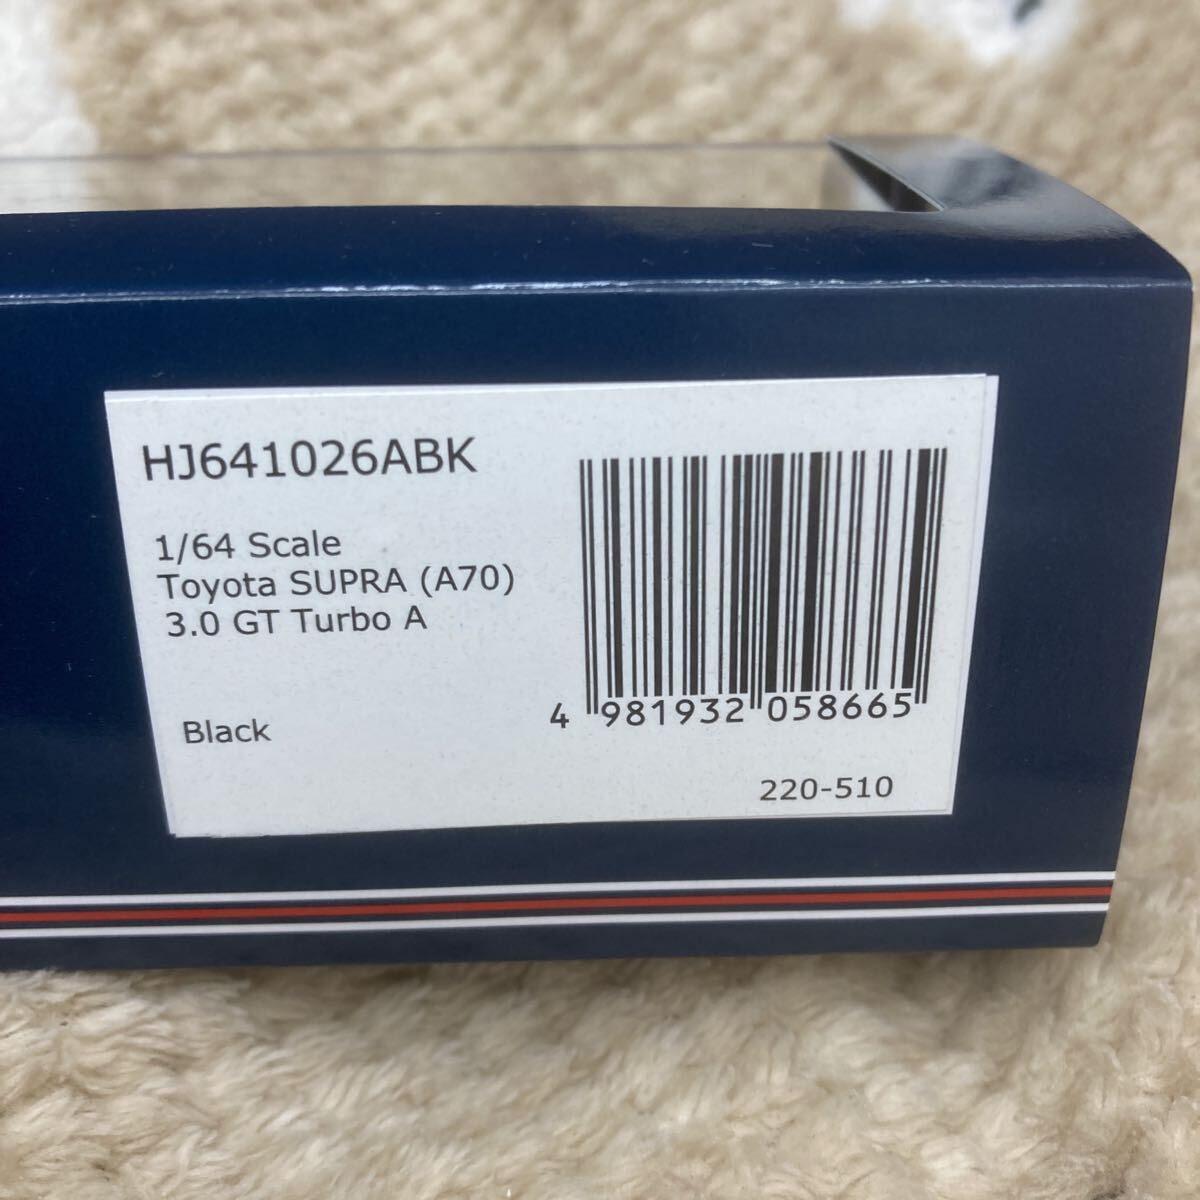 HJ641026ABK
1/64 Scale
Toyota SUPRA (A70)
3.0 GT Turbo A
Black
4 981932 058665
220-510